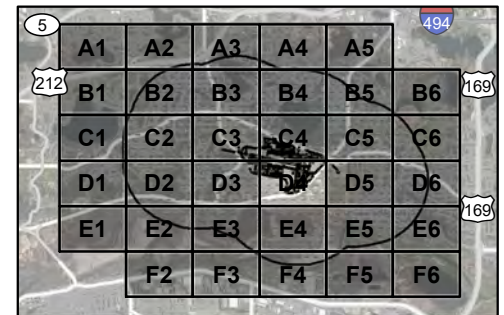 5
494
A1 A2 A3 A4 A5
212
B1 B2 B3 B4 B5 B6
169
C1 C2 C3 C4 C5 C6
D1 D2 D3 D4 D5 D6
169
E1 E2 E3 E4 E5 E6
F2 F3 F4 F5 F6